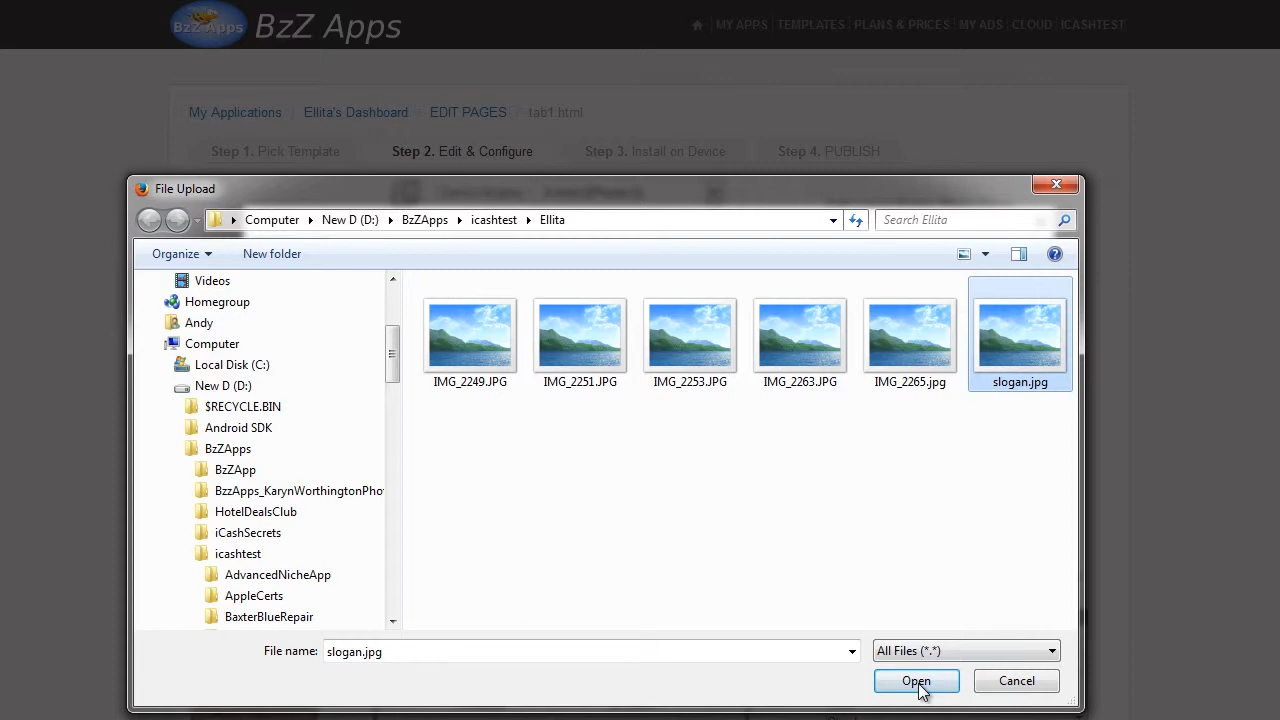 BzZ Apps BzZ Apps MY APPS TEMPLATES PLANS & PRICES MY ADS CLOUD ICASHTEST
My Applications Ellita's Dashboard EDIT PAGES tab1.html
Step 1. Pick Template Step 2. Edit & Configure Step 3. Install on Device Step 4. PUBLISH
File Upload
Computer New D (D:) BzZApps icashtest Ellita Search Ellita
Organize New folder
Videos
Homegroup
Andy
Computer
Local Disk (C:)
New D (D:)
$RECYCLE.BIN
Android SDK
BzZApps
BzZApp
BzzApps_KarynWorthingtonPho
HotelDealsClub
iCashSecrets
icashtest
AdvancedNicheApp
AppleCerts
BaxterBlueRepair
IMG_2249.JPG IMG_2251.JPG IMG_2253.JPG IMG_2263.JPG IMG_2265.jpg slogan.jpg
File name: slogan.jpg All Files (*.*)
Open Cancel